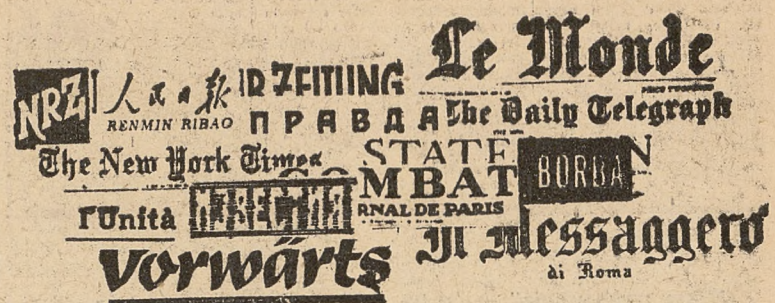 Le Monde
NRZ
人民日报
RENMIN RIBAO
R ZEITUNG
ПРАВДА
The Daily Telegraph
The New York Times
STATE
N
COMBAT
BORBA
l'Unità
ИЗВЕСТИЯ
RNAL DE PARIS
Il Messaggero
di Roma
Vorwärts